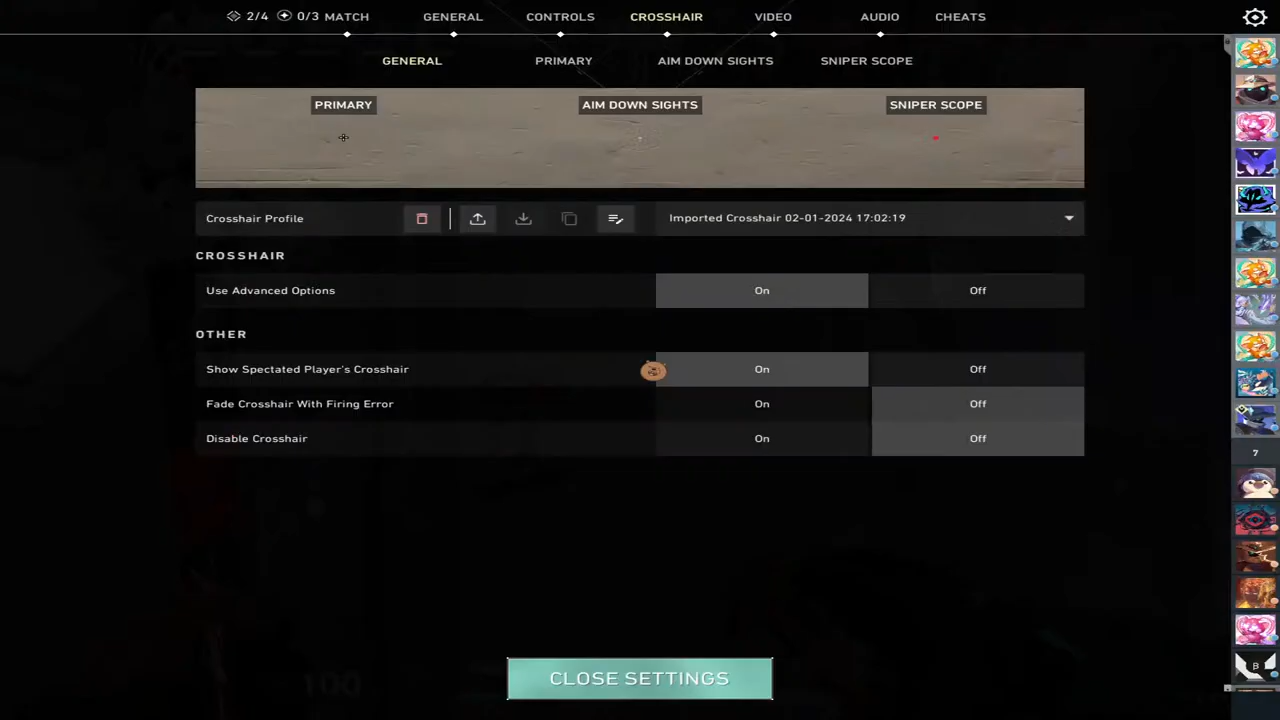 2/4 0/3 MATCH GENERAL CONTROLS CROSSHAIR VIDEO AUDIO CHEATS
GENERAL PRIMARY AIM DOWN SIGHTS SNIPER SCOPE
PRIMARY AIM DOWN SIGHTS SNIPER SCOPE
Crosshair Profile Imported Crosshair 02-01-2024 17:02:19
CROSSHAIR
Use Advanced Options On Off
OTHER
Show Spectated Player's Crosshair On Off
Fade Crosshair With Firing Error On Off
Disable Crosshair On Off
7
B
CLOSE SETTINGS
100